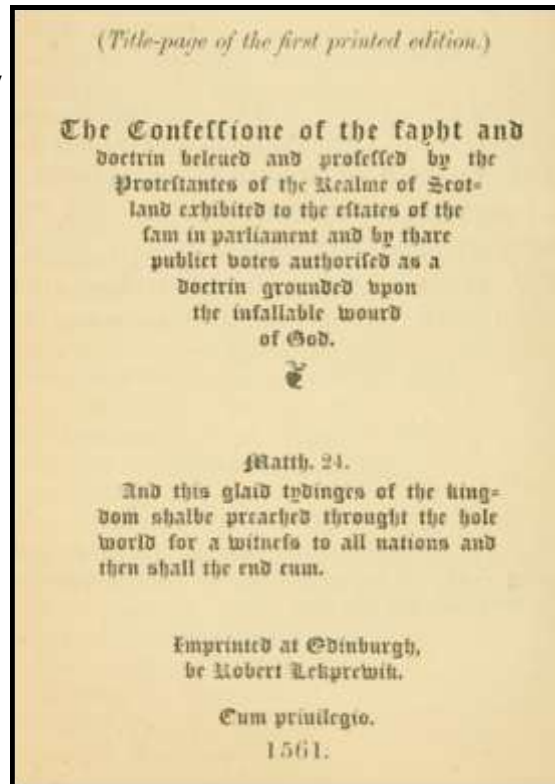 (Title-page of the first printed edition.)
The Confeſſione of the fayht and
doctrin beleued and profeſſed by the
Proteſtantes of the Realme of Scot=
land exhibited to the eſtates of the
ſam in parliament and by thare
publict votes authoriſed as a
doctrin grounded vpon
the infallable wourd
of God.
Matth. 24.
And this glaid tydinges of the king=
dom shalbe preached throught the hole
world for a witneſs to all nations and
then shall the end cum.
Imprinted at Edinburgh,
be Robert Lekprewik.
Cum priuilegio.
1561.